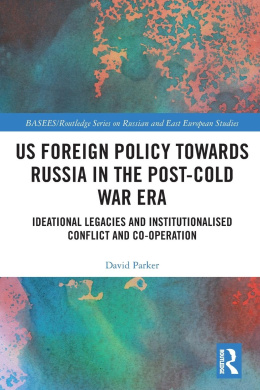 BASEES/Routledge Series on Russian and East European Studies
US FOREIGN POLICY TOWARDS
RUSSIA IN THE POST-COLD
WAR ERA
IDEATIONAL LEGACIES AND INSTITUTIONALISED
CONFLICT AND CO-OPERATION
David Parker
R
ROUTLEDGE